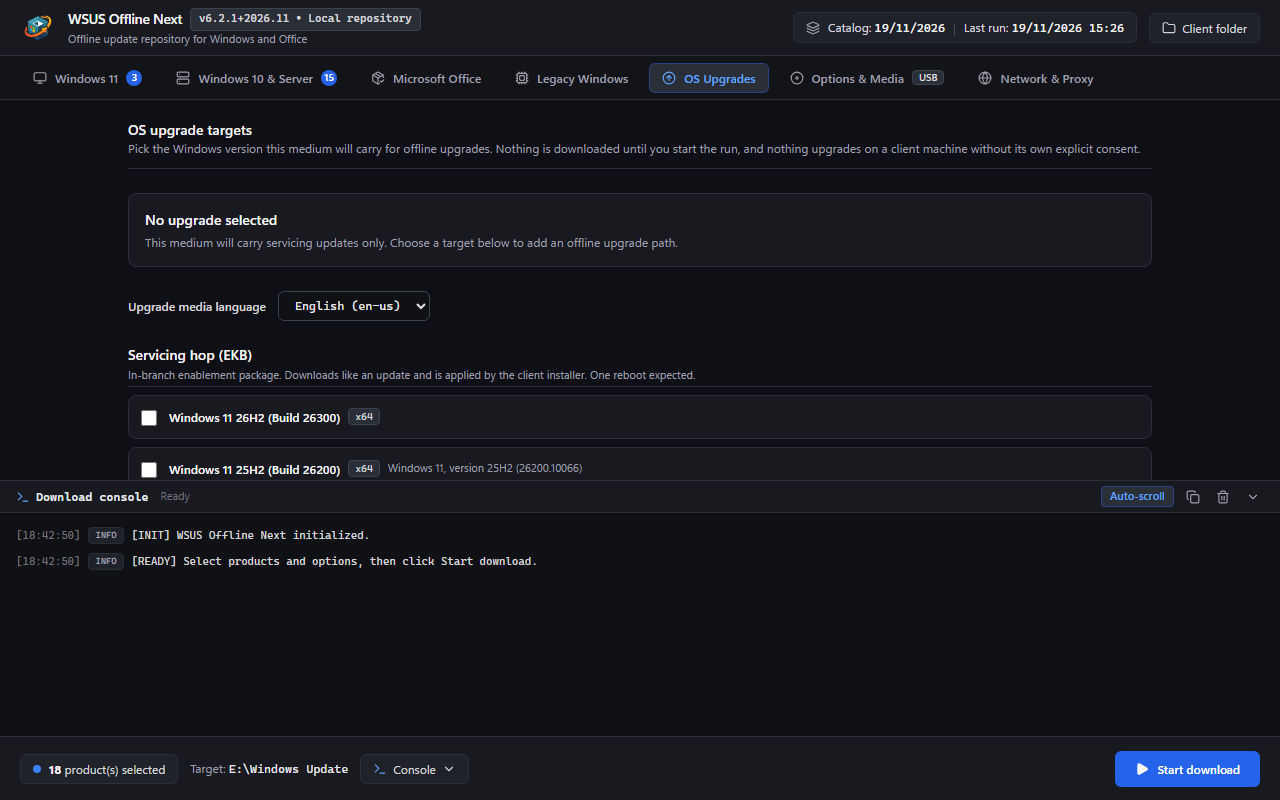 WSUS Offline Next v6.2.1+2026.11 • Local repository
Offline update repository for Windows and Office
Catalog: 19/11/2026 | Last run: 19/11/2026 15:26
Client folder
Windows 11 3 Windows 10 & Server 15 Microsoft Office Legacy Windows OS Upgrades Options & Media USB Network & Proxy
OS upgrade targets
Pick the Windows version this medium will carry for offline upgrades. Nothing is downloaded until you start the run, and nothing upgrades on a client machine without its own explicit consent.
No upgrade selected
This medium will carry servicing updates only. Choose a target below to add an offline upgrade path.
Upgrade media language English (en-us)
Servicing hop (EKB)
In-branch enablement package. Downloads like an update and is applied by the client installer. One reboot expected.
Windows 11 26H2 (Build 26300) x64
Windows 11 25H2 (Build 26200) x64 Windows 11, version 25H2 (26200.10066)
Download console Ready Auto-scroll
[18:42:50] INFO [INIT] WSUS Offline Next initialized.
[18:42:50] INFO [READY] Select products and options, then click Start download.
18 product(s) selected Target: E:\Windows Update Console Start download